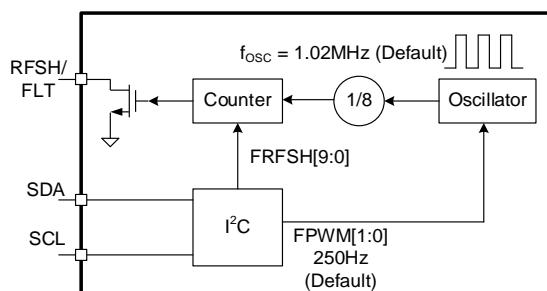 f_OSC = 1.02MHz (Default)
RFSH/
FLT
Counter
1/8
Oscillator
FRFSH[9:0]
SDA
I²C
FPWM[1:0]
250Hz
(Default)
SCL